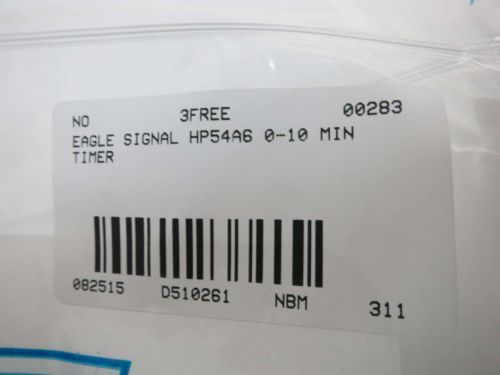 NO 3FREE 00283
EAGLE SIGNAL HP54A6 0-10 MIN
TIMER
082515 D510261 NBM 311